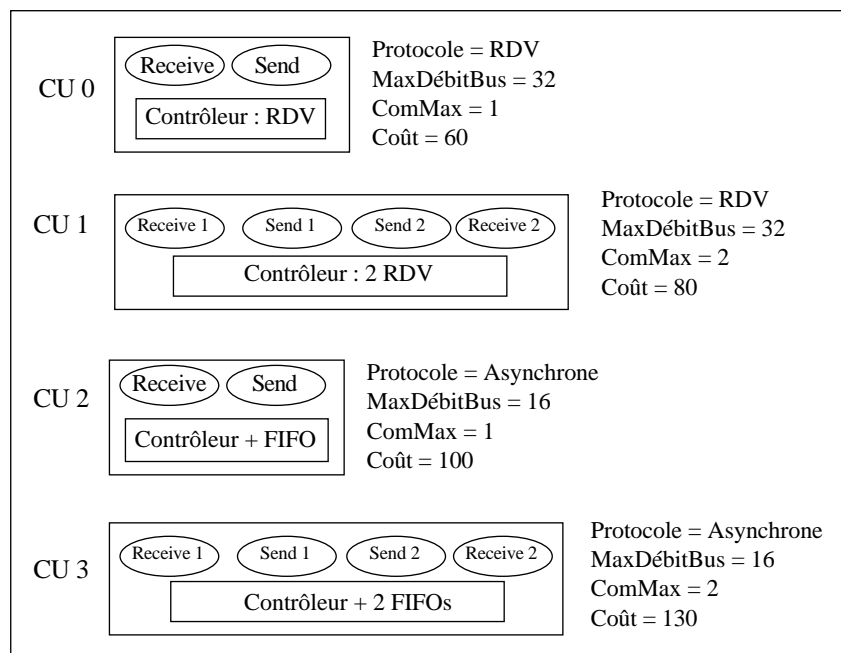 CU 0
Receive
Send
Contrôleur : RDV
Protocole = RDV
MaxDébitBus = 32
ComMax = 1
Coût = 60
CU 1
Receive 1
Send 1
Send 2
Receive 2
Contrôleur : 2 RDV
Protocole = RDV
MaxDébitBus = 32
ComMax = 2
Coût = 80
CU 2
Receive
Send
Contrôleur + FIFO
Protocole = Asynchrone
MaxDébitBus = 16
ComMax = 1
Coût = 100
CU 3
Receive 1
Send 1
Send 2
Receive 2
Contrôleur + 2 FIFOs
Protocole = Asynchrone
MaxDébitBus = 16
ComMax = 2
Coût = 130